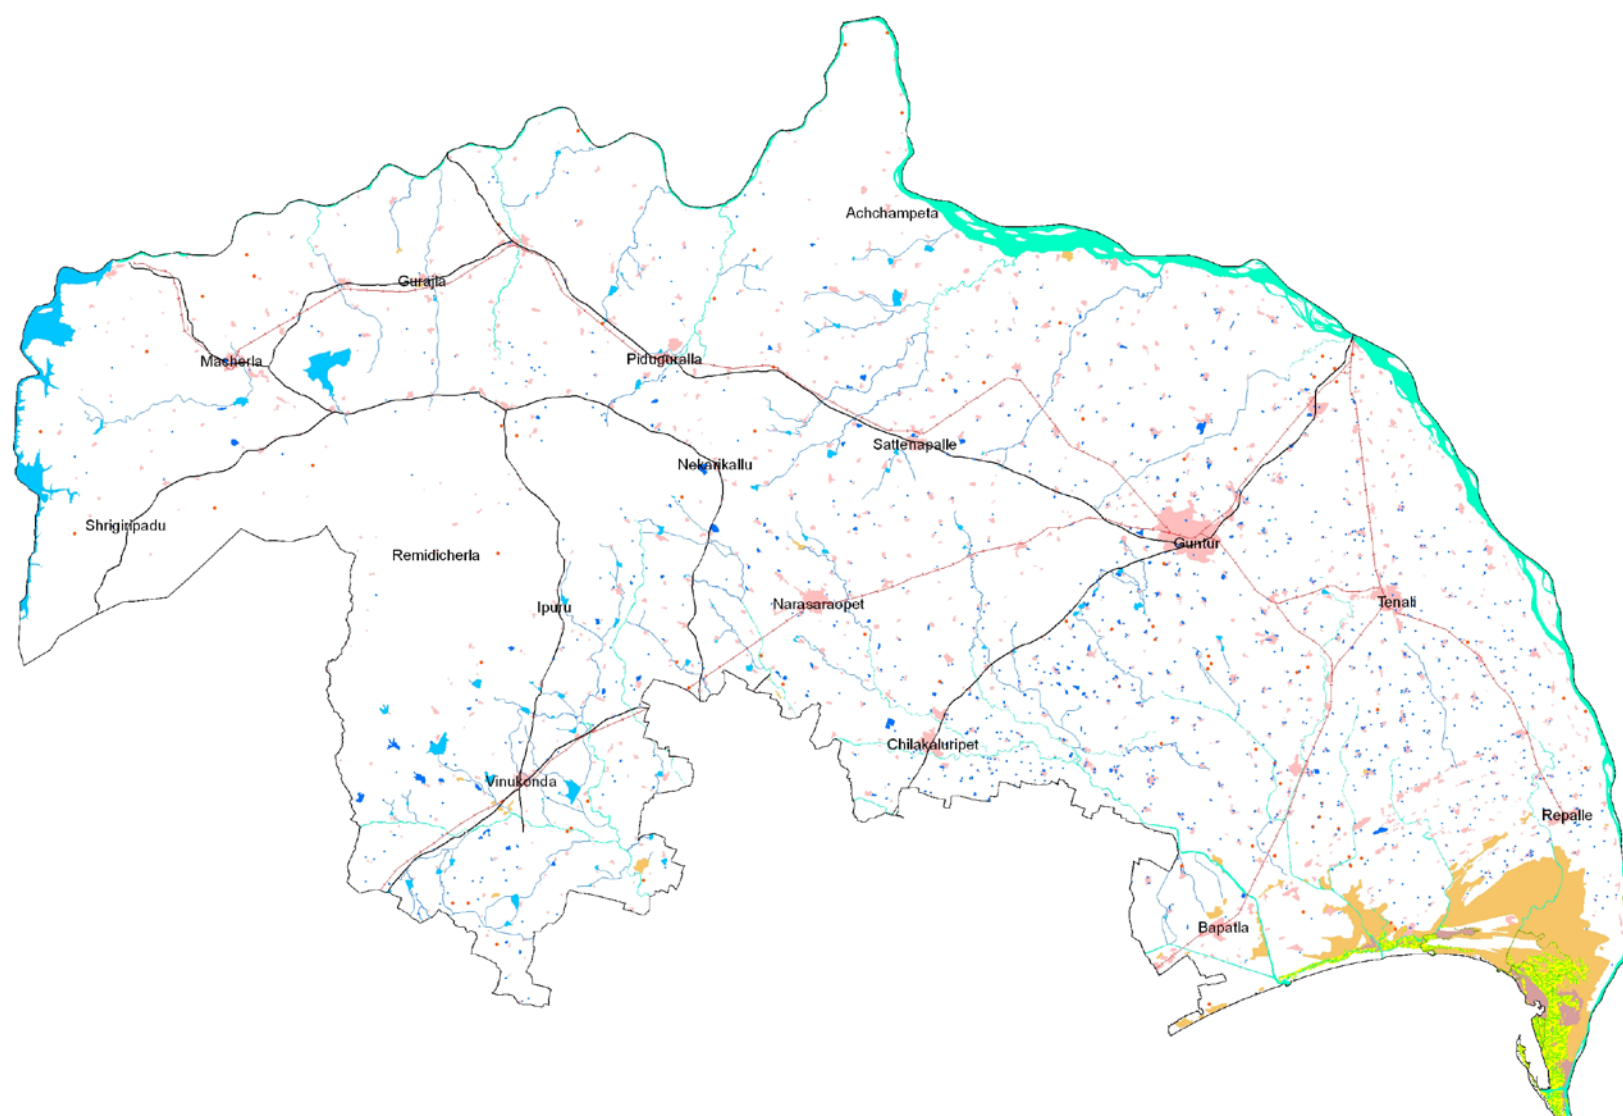 Achchampeta
Gurajla
Macherla
Piduguralla
Sattenapalle
Nekarikallu
Shrigiripadu
Guntur
Remidicherla
Ipuru
Narasaraopet
Tenali
Chilakaluripet
Vinukonda
Repalle
Bapatla